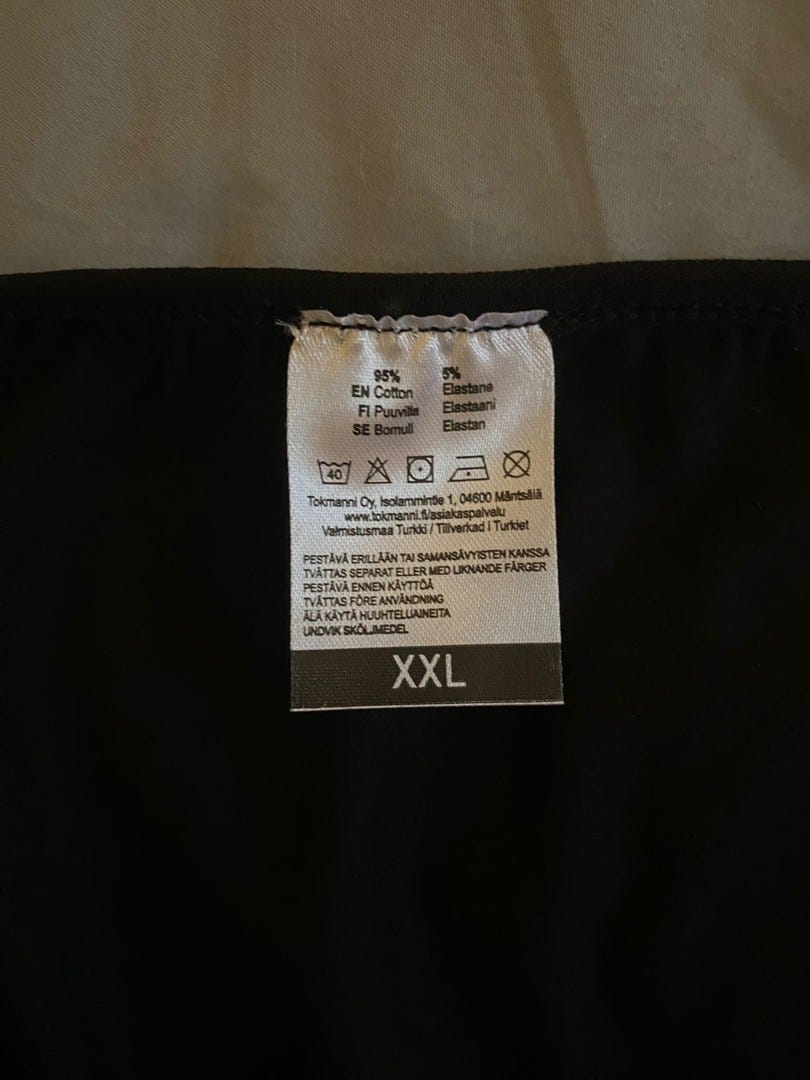 95% 5%
EN Cotton Elastane
FI Puuvilla Elastaani
SE Bomull Elastan
40
Tokmanni Oy, Isolammintie 1, 04600 Mäntsälä
www.tokmanni.fi/asiakaspalvelu
Valmistusmaa Turkki / Tillverkad i Turkiet
PESTÄVÄ ERILLÄÄN TAI SAMANSÄVYISTEN KANSSA
TVÄTTAS SEPARAT ELLER MED LIKNANDE FÄRGER
PESTÄVÄ ENNEN KÄYTTÖÄ
TVÄTTAS FÖRE ANVÄNDNING
ÄLÄ KÄYTÄ HUUHTELUAINEITA
UNDVIK SKÖLJMEDEL
XXL